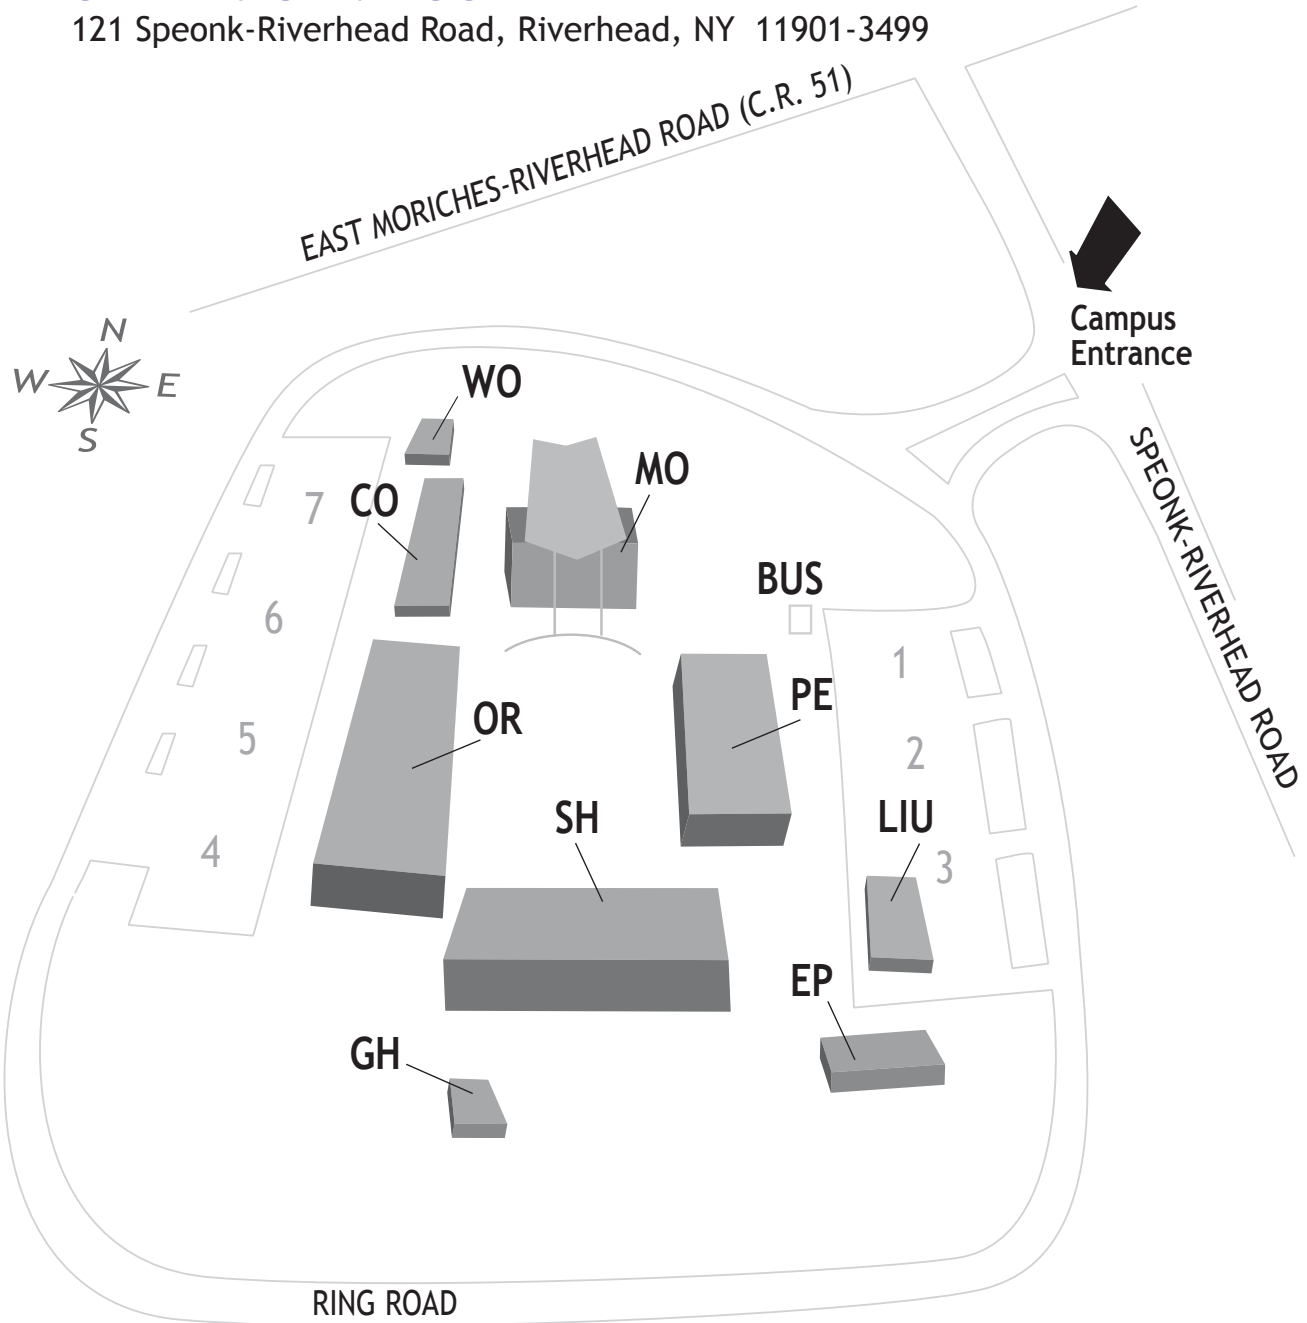 121 Speonk-Riverhead Road, Riverhead, NY 11901-3499
EAST MORICHES-RIVERHEAD ROAD (C.R. 51)
Campus
Entrance
N
W
E
S
WO
MO
CO
7
SPEONK-RIVERHEAD ROAD
BUS
6
1
PE
OR
5
2
SH
LIU
4
3
EP
GH
RING ROAD